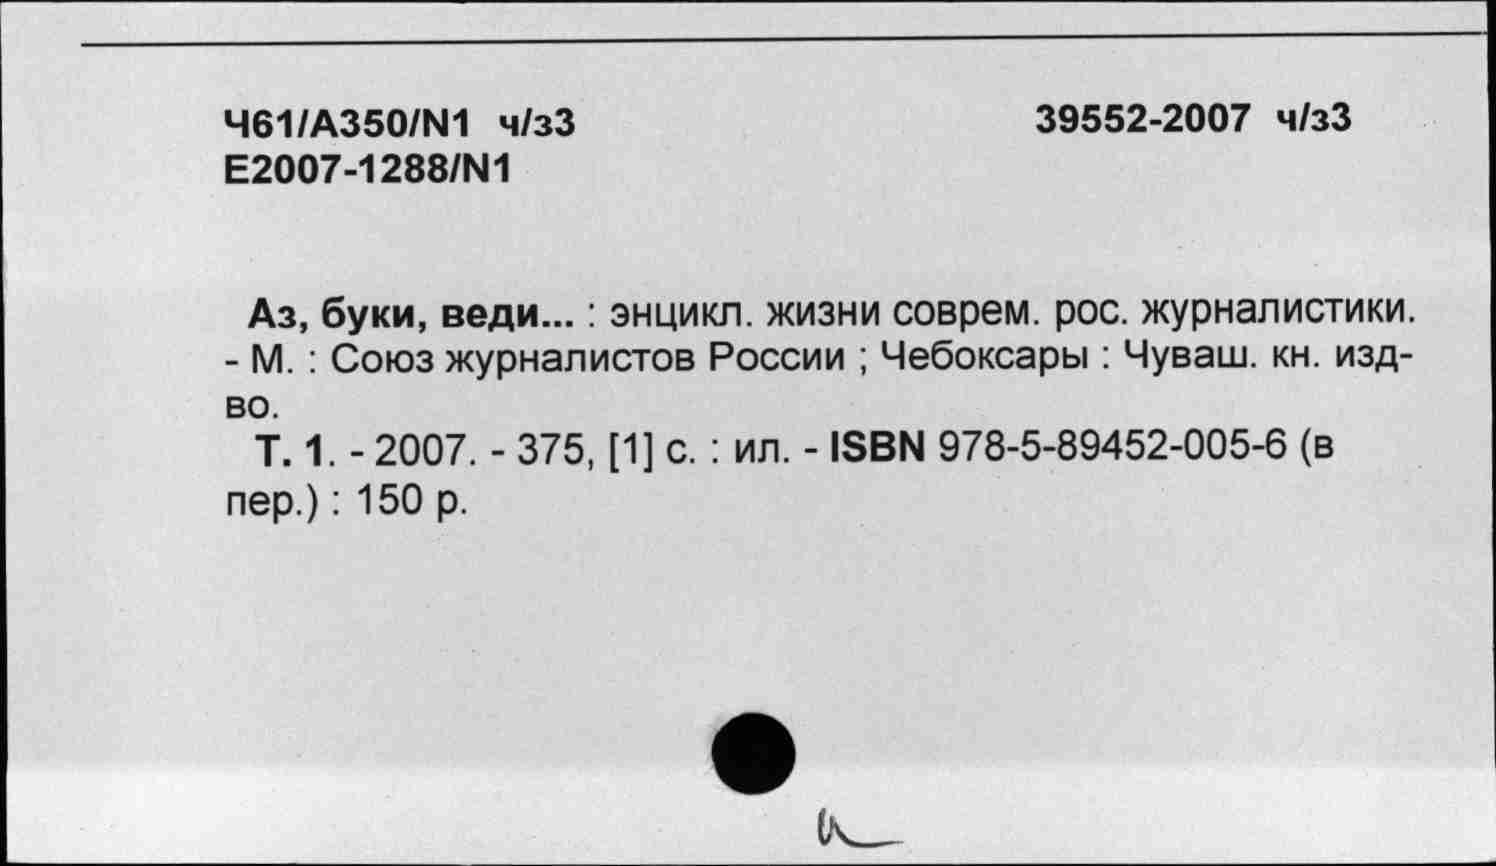 Ч61/А350/N1 ч/з3 39552-2007 ч/з3
Е2007-1288/N1
Аз, буки, веди... : энцикл. жизни соврем. рос. журналистики.
- М. : Союз журналистов России ; Чебоксары : Чуваш. кн. изд-
во.
Т. 1. - 2007. - 375, [1] с. : ил. - ISBN 978-5-89452-005-6 (в
пер.) : 150 р.